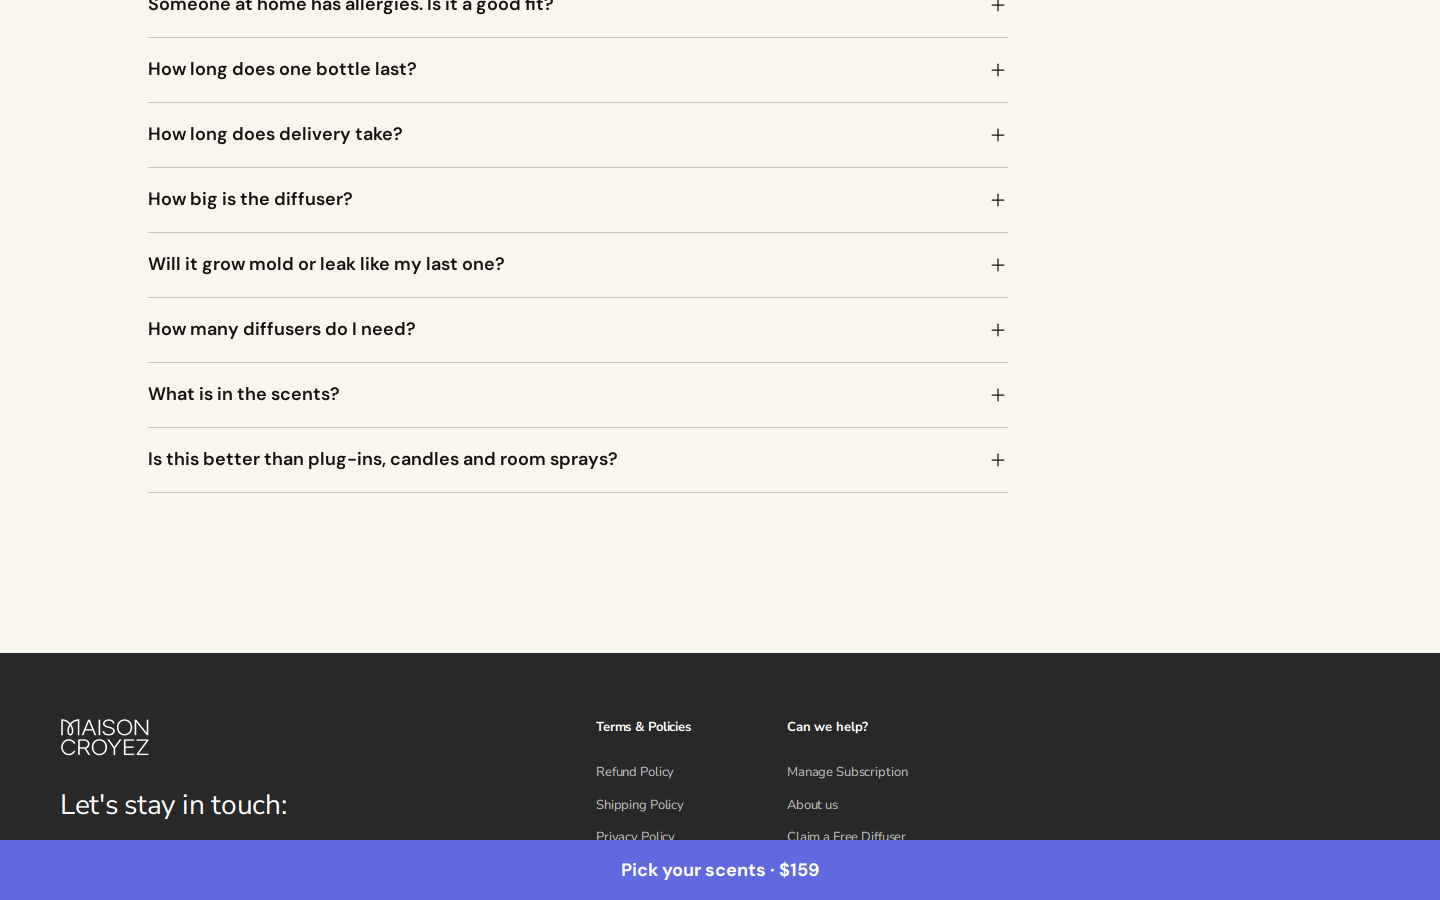 Someone at home has allergies. Is it a good fit?
How long does one bottle last?
How long does delivery take?
How big is the diffuser?
Will it grow mold or leak like my last one?
How many diffusers do I need?
What is in the scents?
Is this better than plug-ins, candles and room sprays?
MAISON
CROYEZ
Let's stay in touch:
Terms & Policies
Refund Policy
Shipping Policy
Privacy Policy
Can we help?
Manage Subscription
About us
Claim a Free Diffuser
Pick your scents · $159